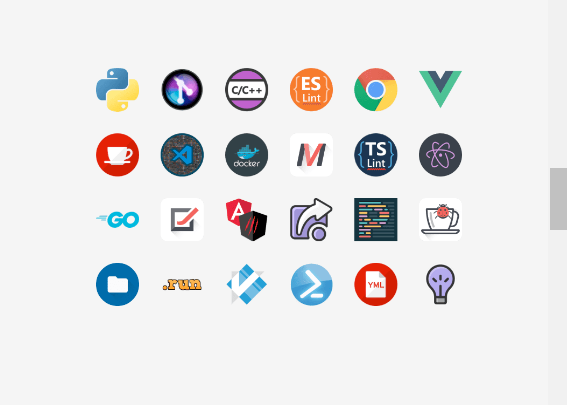 C/C++
{ES}
Lint
docker
{TS}
Lint
GO
A
.run
YML